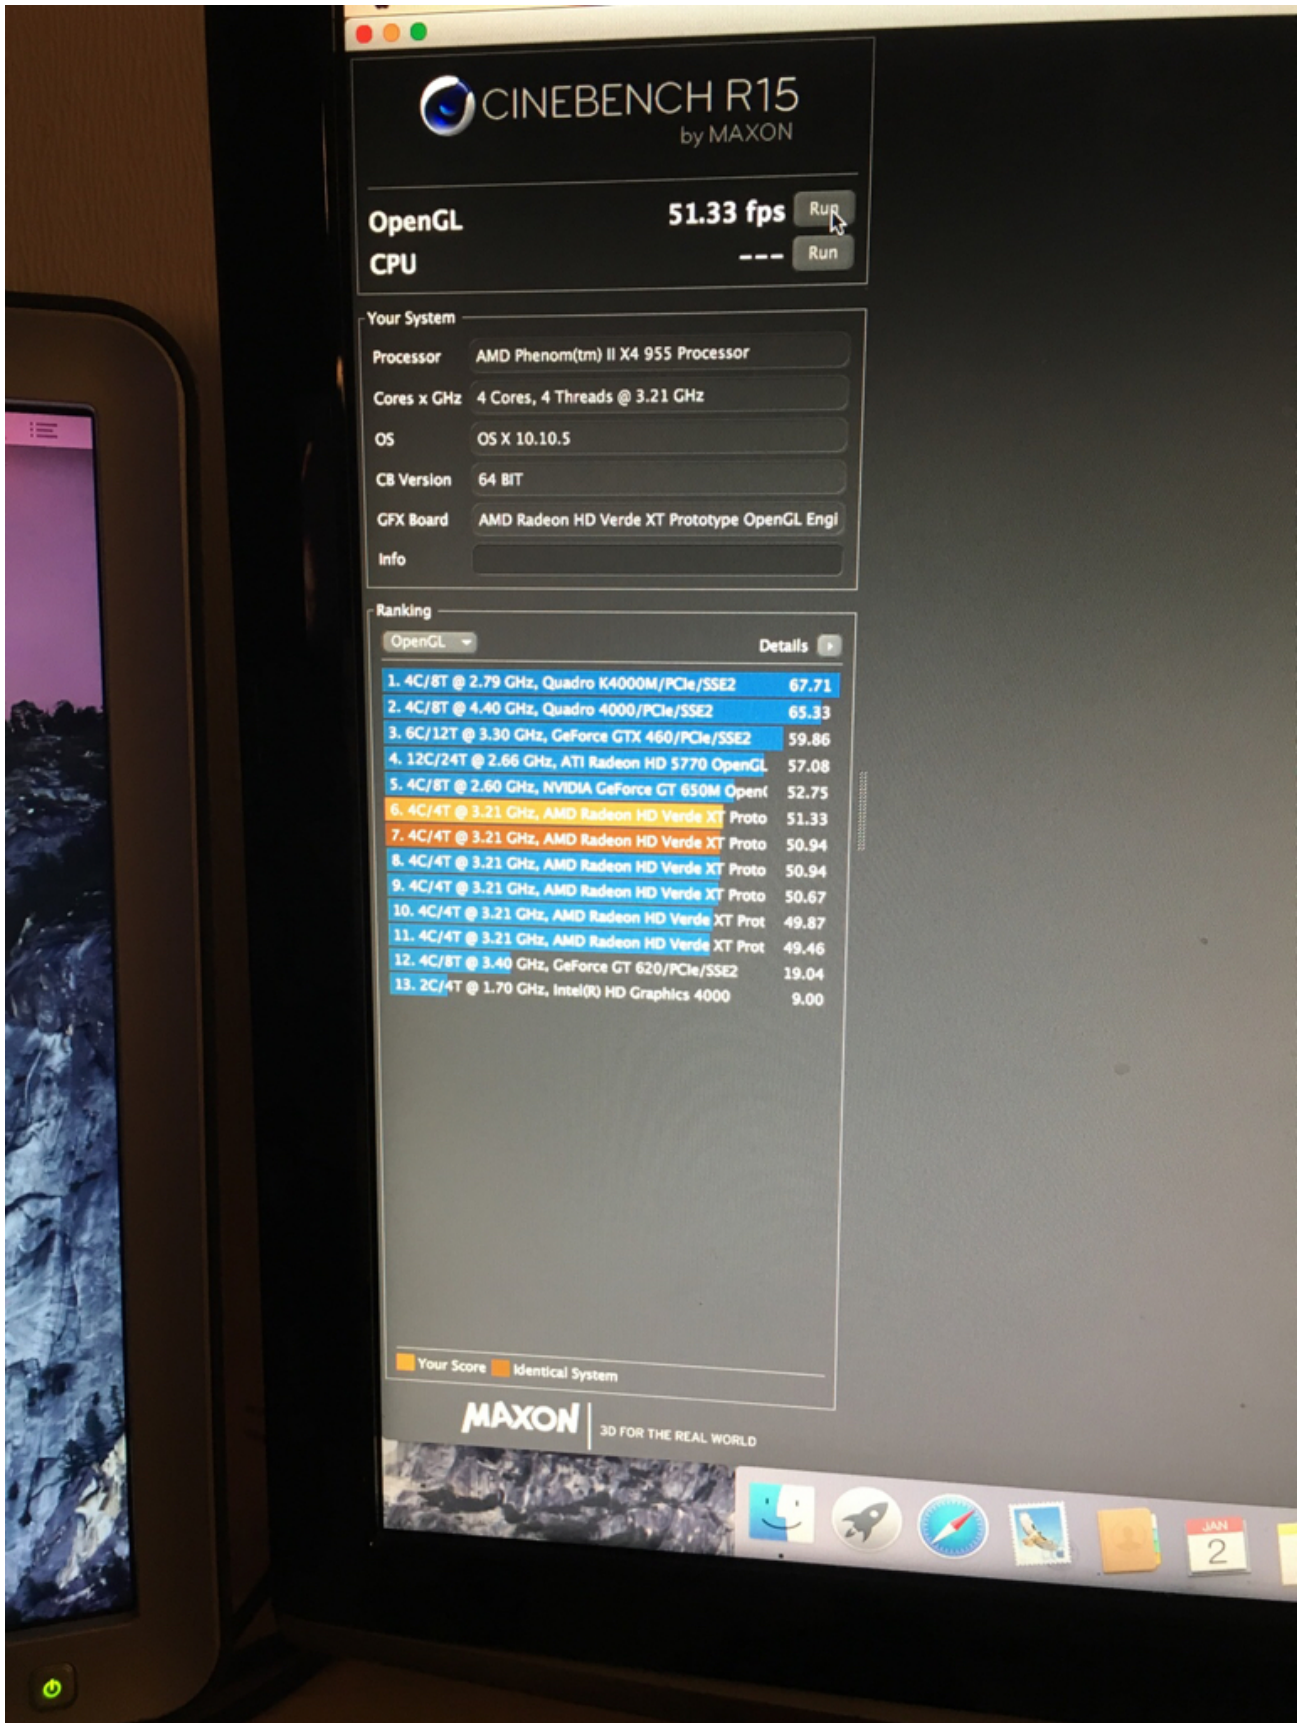 CINEBENCH R15
by MAXON
OpenGL 51.33 fps Run
CPU --- Run
Your System
Processor AMD Phenom(tm) II X4 955 Processor
Cores x GHz 4 Cores, 4 Threads @ 3.21 GHz
OS OS X 10.10.5
CB Version 64 BIT
GFX Board AMD Radeon HD Verde XT Prototype OpenGL Engi
Info
Ranking
OpenGL Details
1. 4C/8T @ 2.79 GHz, Quadro K4000M/PCIe/SSE2 67.71
2. 4C/8T @ 4.40 GHz, Quadro 4000/PCIe/SSE2 65.33
3. 6C/12T @ 3.30 GHz, GeForce GTX 460/PCIe/SSE2 59.86
4. 12C/24T @ 2.66 GHz, ATI Radeon HD 5770 OpenGL 57.08
5. 4C/8T @ 2.60 GHz, NVIDIA GeForce GT 650M Open( 52.75
6. 4C/4T @ 3.21 GHz, AMD Radeon HD Verde XT Proto 51.33
7. 4C/4T @ 3.21 GHz, AMD Radeon HD Verde XT Proto 50.94
8. 4C/4T @ 3.21 GHz, AMD Radeon HD Verde XT Proto 50.94
9. 4C/4T @ 3.21 GHz, AMD Radeon HD Verde XT Proto 50.67
10. 4C/4T @ 3.21 GHz, AMD Radeon HD Verde XT Prot 49.87
11. 4C/4T @ 3.21 GHz, AMD Radeon HD Verde XT Prot 49.46
12. 4C/8T @ 3.40 GHz, GeForce GT 620/PCIe/SSE2 19.04
13. 2C/4T @ 1.70 GHz, Intel(R) HD Graphics 4000 9.00
Your Score Identical System
MAXON 3D FOR THE REAL WORLD
JAN
2